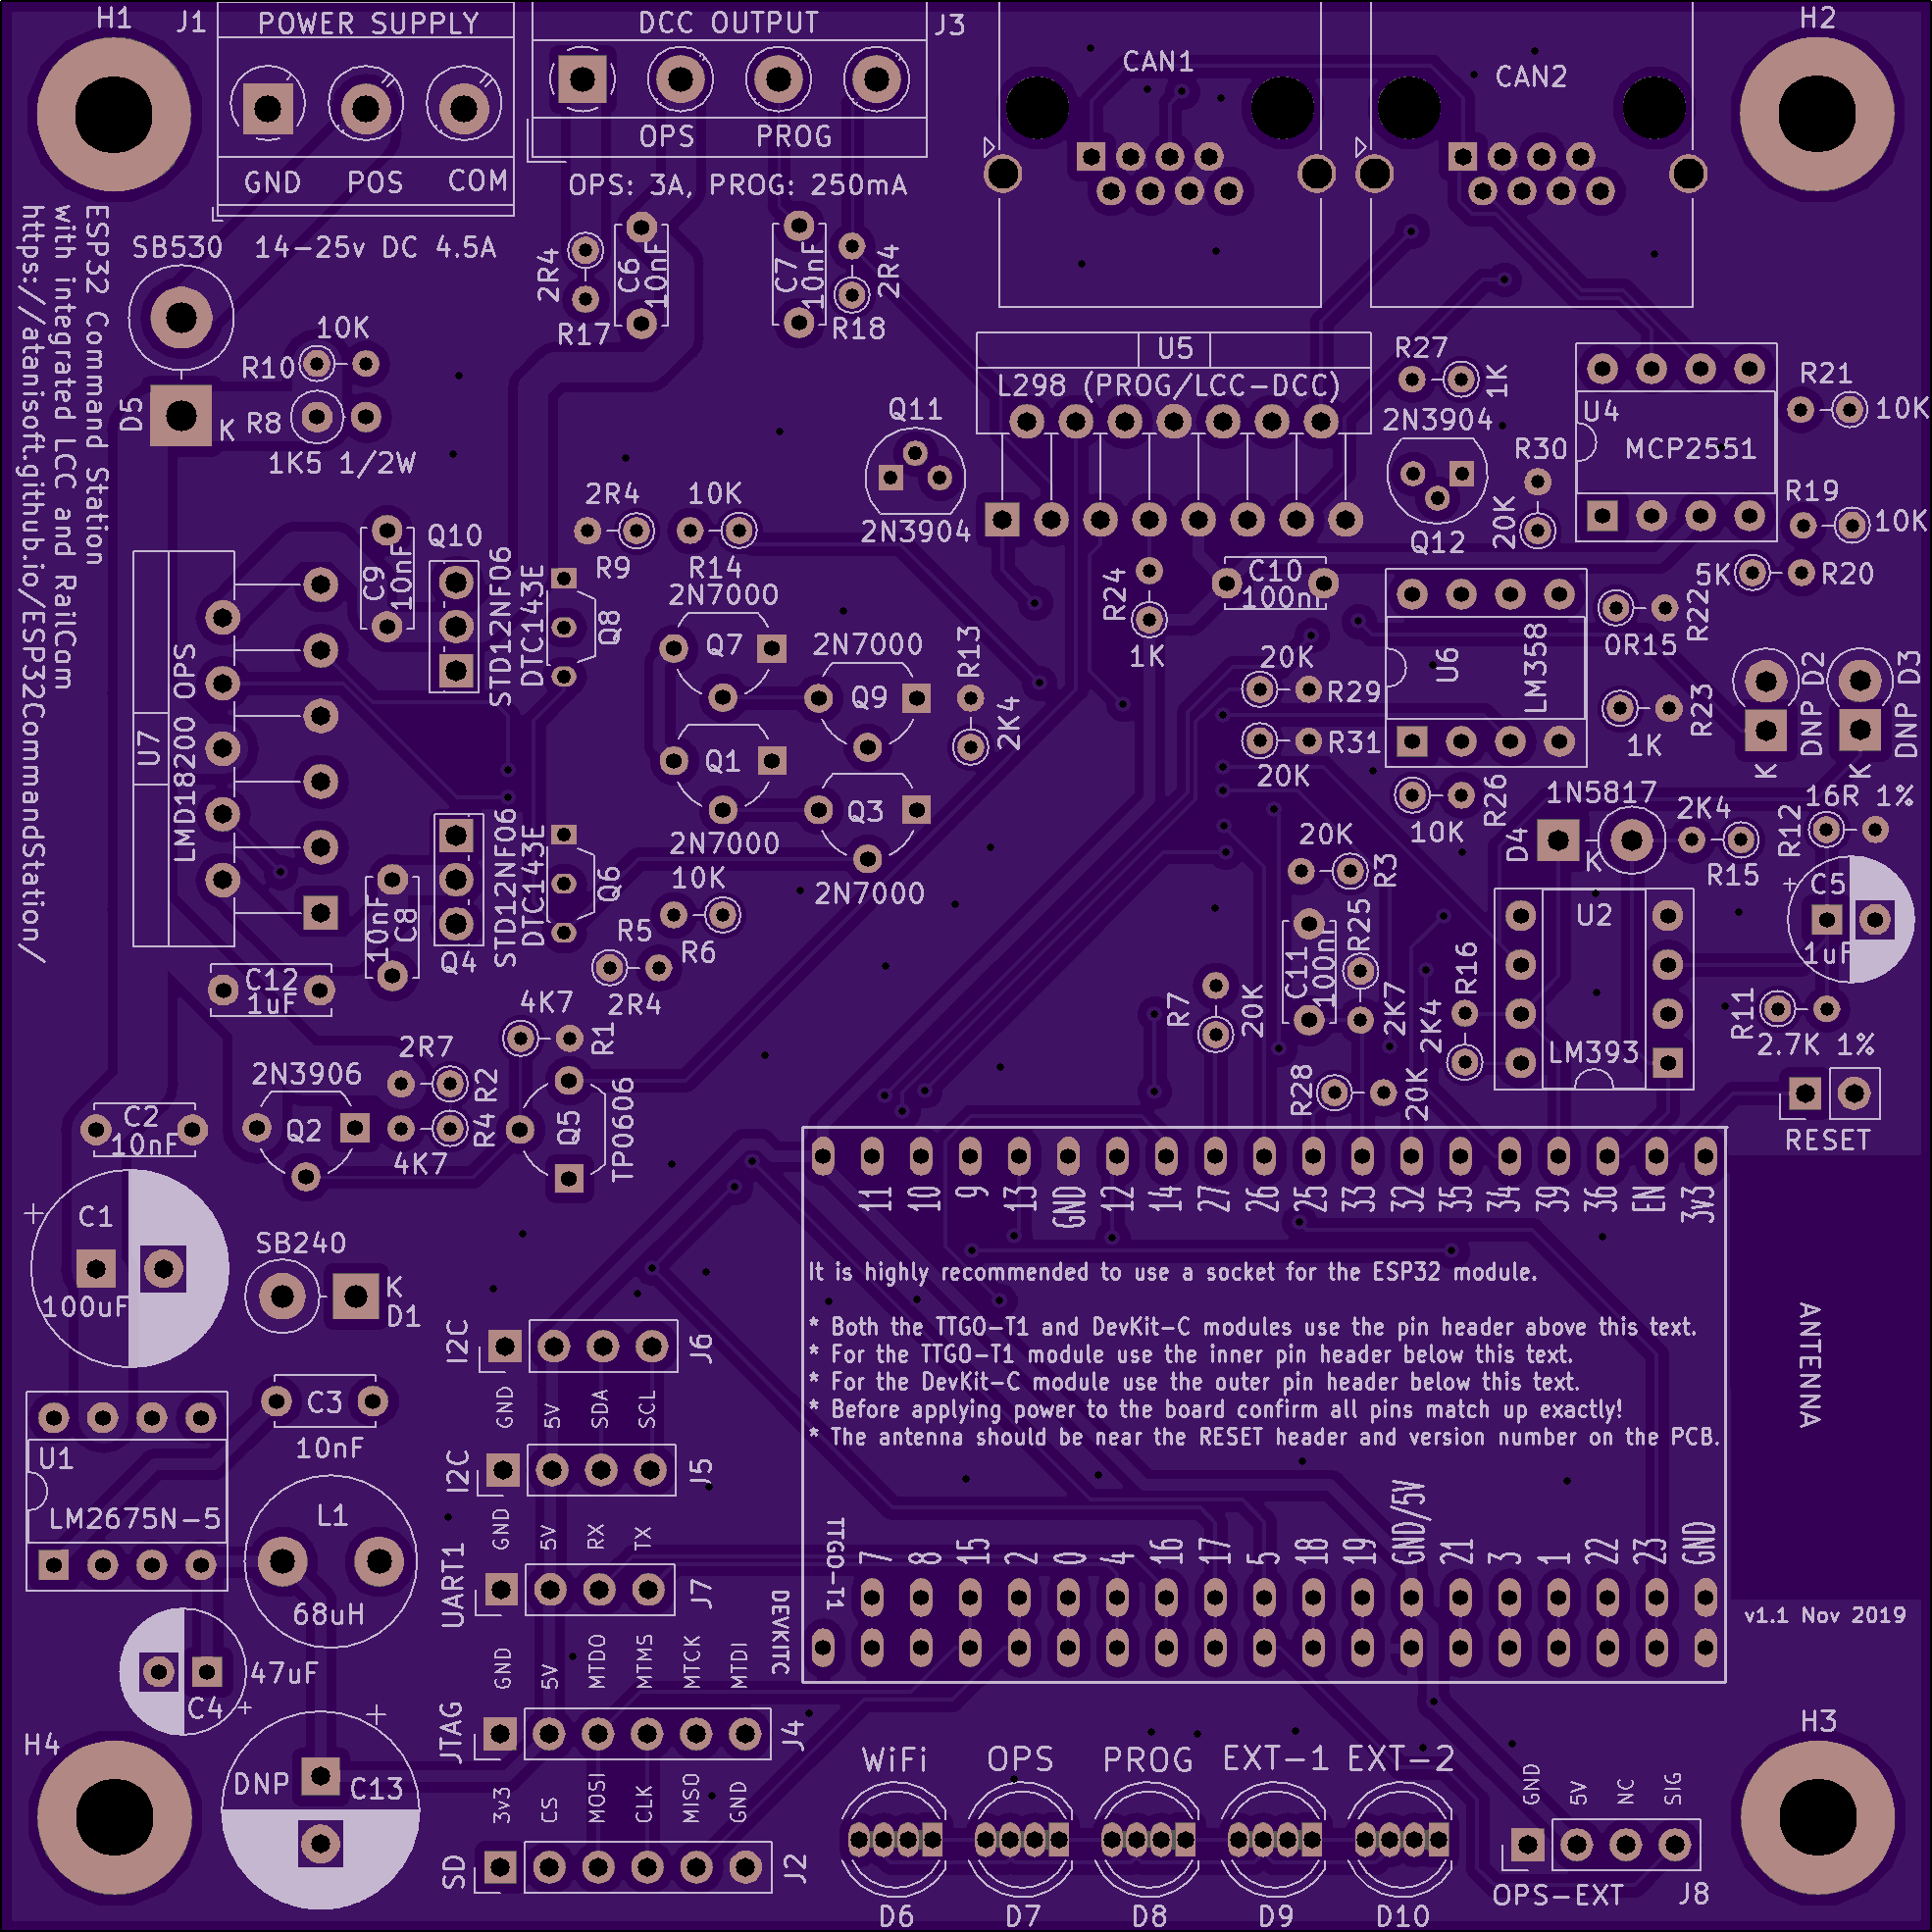 H1
J1
POWER SUPPLY
DCC OUTPUT
J3
CAN1
CAN2
H2
OPS
PROG
GND
POS
COM
OPS: 3A, PROG: 250mA
ESP32 Command Station
with integrated LCC and RailCom
https://atanisoft.github.io/ESP32CommandStation/
SB530
14-25v DC 4.5A
2R4
C6
10nF
C7
10nF
2R4
R17
R18
10K
R10
D5
K
R8
1K5 1/2W
U5
L298 (PROG/LCC-DCC)
R27
1K
2N3904
U4
MCP2551
R21
10K
Q11
2N3904
Q12
R30
20K
R19
10K
5K
R20
2R4
R9
10K
R14
Q10
C9
10nF
STD12NF06
DTC143E
Q8
2N7000
Q7
2N7000
Q9
R13
2K4
R24
1K
C10
100nF
U6
LM358
R22
0R15
20K
R29
R31
20K
R23
1K
DNP D2
K
DNP D3
K
U7
LMD18200 OPS
Q1
2N7000
Q3
2N7000
STD12NF06
DTC143E
Q6
Q4
10nF
C8
R26
10K
1N5817
D4
K
2K4
R15
16R 1%
R12
C5
+
1uF
20K
R3
10K
R6
R5
2R4
C12
1uF
C11
100nF
R25
2K7
R7
20K
R16
2K4
U2
LM393
R11
2.7K 1%
RESET
4K7
R1
2R7
R2
2N3906
Q2
R4
4K7
Q5
TP0606
R28
20K
C2
10nF
+
C1
100uF
SB240
K
D1
11
10
9
13
GND
12
14
27
26
25
33
32
35
34
39
36
EN
3v3
It is highly recommended to use a socket for the ESP32 module.
* Both the TTGO-T1 and DevKit-C modules use the pin header above this text.
* For the TTGO-T1 module use the inner pin header below this text.
* For the DevKit-C module use the outer pin header below this text.
* Before applying power to the board confirm all pins match up exactly!
* The antenna should be near the RESET header and version number on the PCB.
ANTENNA
I2C
J6
GND
5V
SDA
SCL
I2C
J5
C3
10nF
U1
LM2675N-5
L1
68uH
GND
5V
RX
TX
UART1
J7
TTGO-T1
DEVKITC
7
8
15
2
0
4
16
17
5
18
19
GND/5V
21
3
1
22
23
GND
v1.1 Nov 2019
47uF
C4
+
GND
5V
MTDO
MTMS
MTCK
MTDI
JTAG
J4
H4
DNP
+
C13
3v3
CS
MOSI
CLK
MISO
GND
SD
J2
WiFi
OPS
PROG
EXT-1
EXT-2
D6
D7
D8
D9
D10
GND
5V
NC
SIG
OPS-EXT
J8
H3